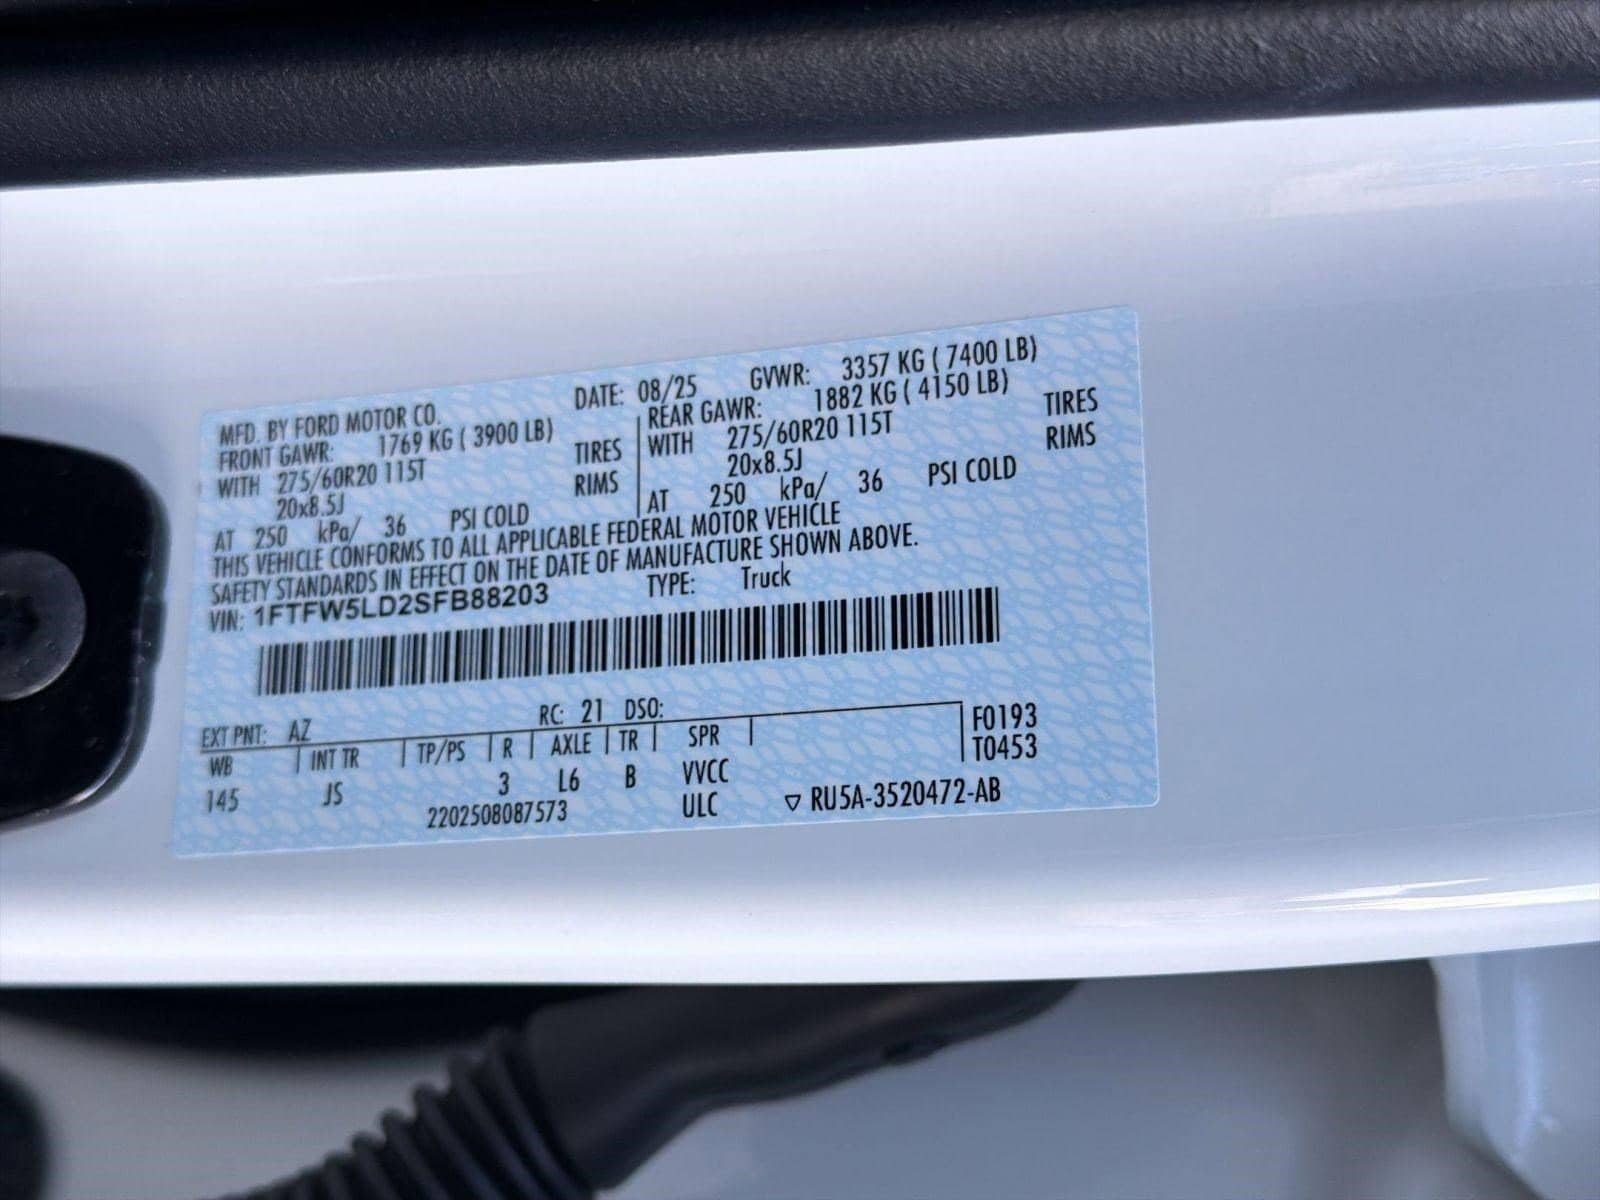 MFD. BY FORD MOTOR CO. DATE: 08/25 GVWR: 3357 KG ( 7400 LB)
FRONT GAWR: 1769 KG ( 3900 LB) REAR GAWR: 1882 KG ( 4150 LB)
WITH 275/60R20 115T TIRES WITH 275/60R20 115T TIRES
20x8.5J RIMS 20x8.5J RIMS
AT 250 kPa/ 36 PSI COLD AT 250 kPa/ 36 PSI COLD
THIS VEHICLE CONFORMS TO ALL APPLICABLE FEDERAL MOTOR VEHICLE
SAFETY STANDARDS IN EFFECT ON THE DATE OF MANUFACTURE SHOWN ABOVE.
VIN: 1FTFW5LD2SFB88203 TYPE: Truck
EXT PNT: AZ RC: 21 DSO: F0193
WB INT TR TP/PS R AXLE TR SPR T0453
145 JS 3 L6 B VVCC
2202508087573 ULC ▽ RU5A-3520472-AB